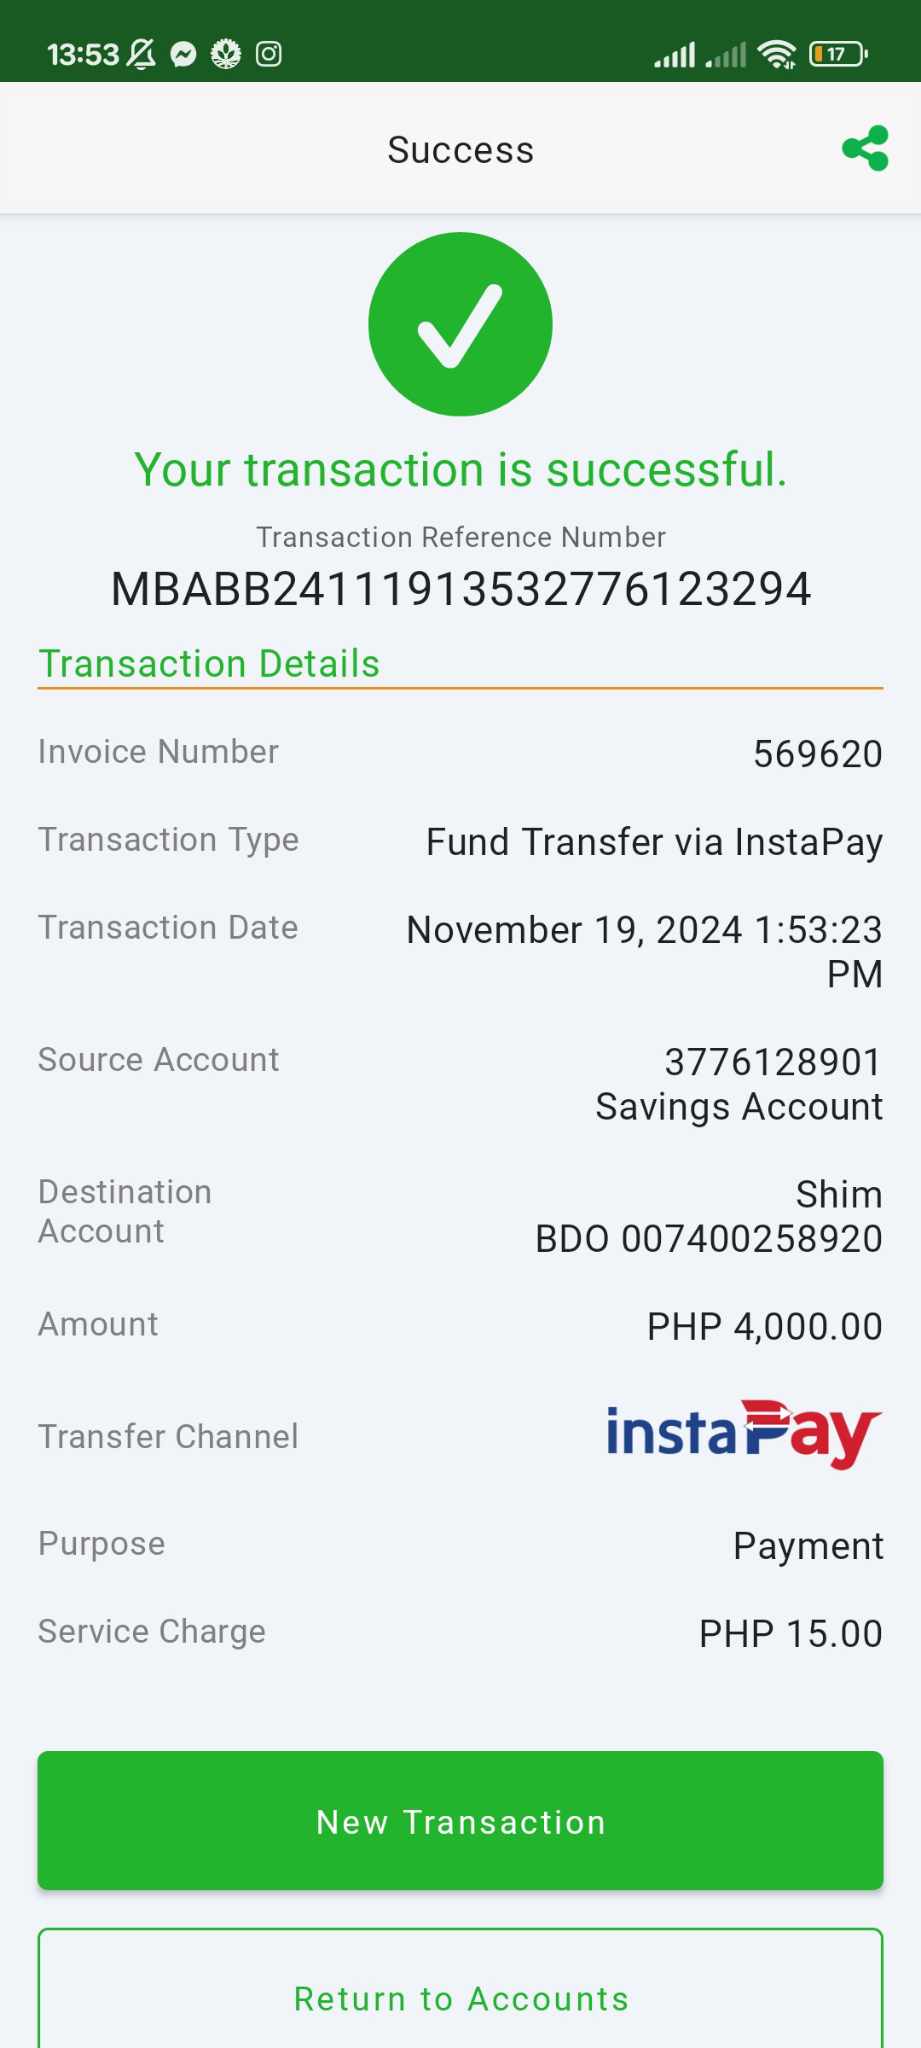 13:53
17
Success
Your transaction is successful.
Transaction Reference Number
MBABB24111913532776123294
Transaction Details
Invoice Number 569620
Transaction Type Fund Transfer via InstaPay
Transaction Date November 19, 2024 1:53:23
PM
Source Account 3776128901
Savings Account
Destination Shim
Account BDO 007400258920
Amount PHP 4,000.00
Transfer Channel instaPay
Purpose Payment
Service Charge PHP 15.00
New Transaction
Return to Accounts